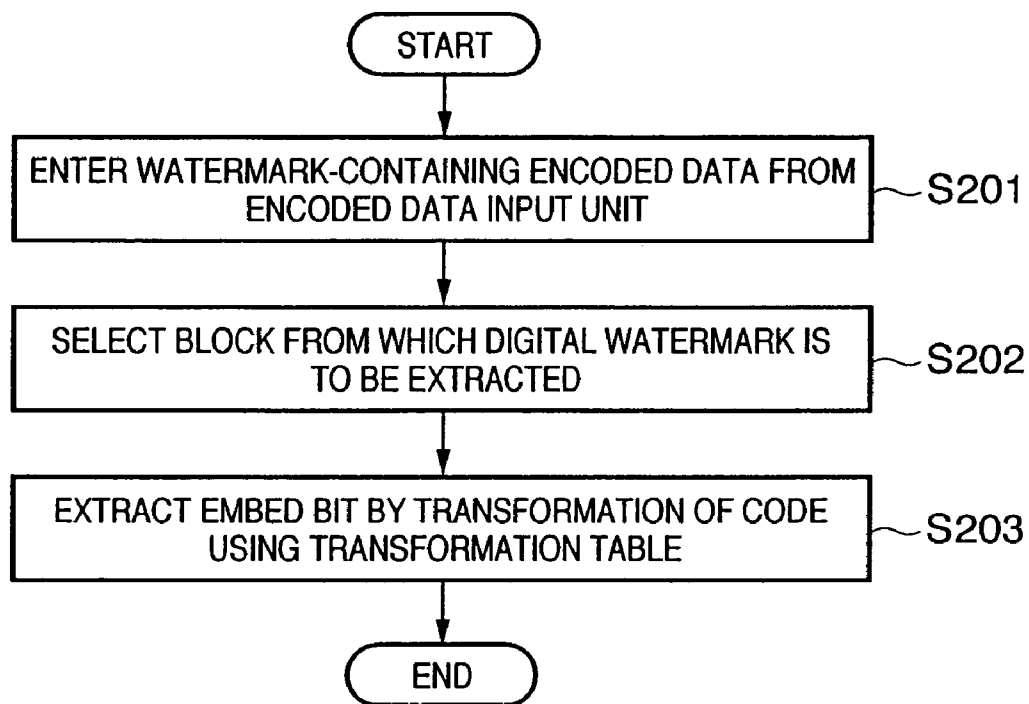 START
ENTER WATERMARK-CONTAINING ENCODED DATA FROM
ENCODED DATA INPUT UNIT
S201
SELECT BLOCK FROM WHICH DIGITAL WATERMARK IS
TO BE EXTRACTED
S202
EXTRACT EMBED BIT BY TRANSFORMATION OF CODE
USING TRANSFORMATION TABLE
S203
END